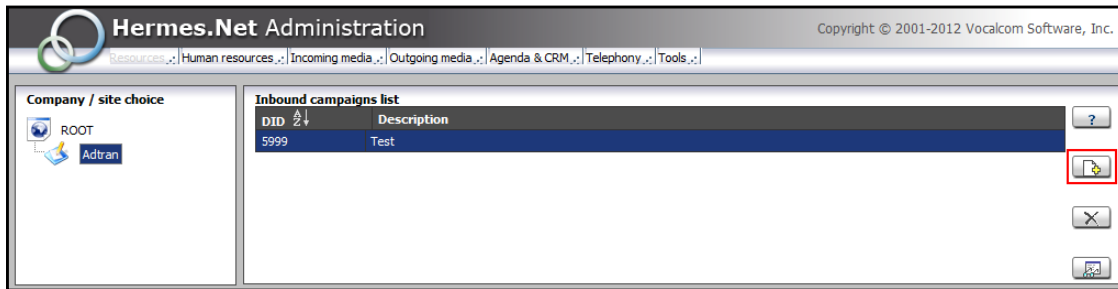 Hermes.Net Administration
Copyright © 2001-2012 Vocalcom Software, Inc.
Resources .: Human resources .: Incoming media .: Outgoing media .: Agenda & CRM .: Telephony .: Tools .:
Company / site choice
ROOT
Adtran
Inbound campaigns list
DID AZ Description
5999 Test
?